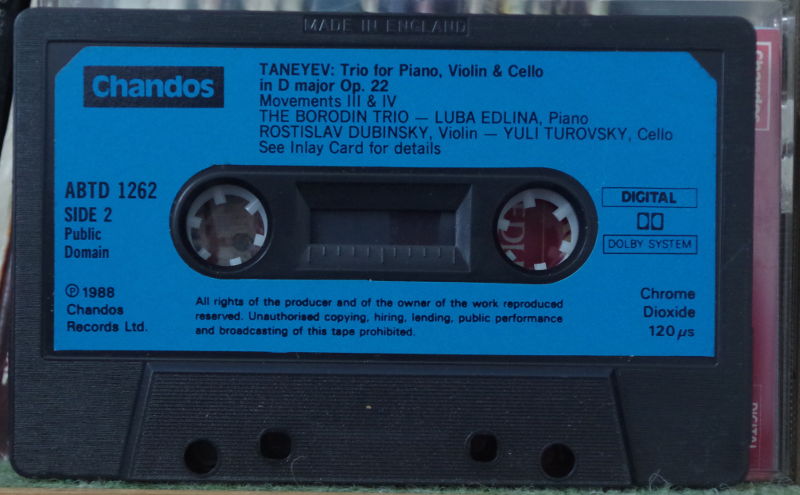 MADE IN ENGLAND
Chandos
TANEYEV: Trio for Piano, Violin & Cello
in D major Op. 22
Movements III & IV
THE BORODIN TRIO — LUBA EDLINA, Piano
ROSTISLAV DUBINSKY, Violin — YULI TUROVSKY, Cello
See Inlay Card for details
ABTD 1262
SIDE 2
Public
Domain
DIGITAL
DOLBY SYSTEM
℗ 1988
Chandos
Records Ltd.
All rights of the producer and of the owner of the work reproduced
reserved. Unauthorised copying, hiring, lending, public performance
and broadcasting of this tape prohibited.
Chrome
Dioxide
120 µs
Chandos
DIGITAL